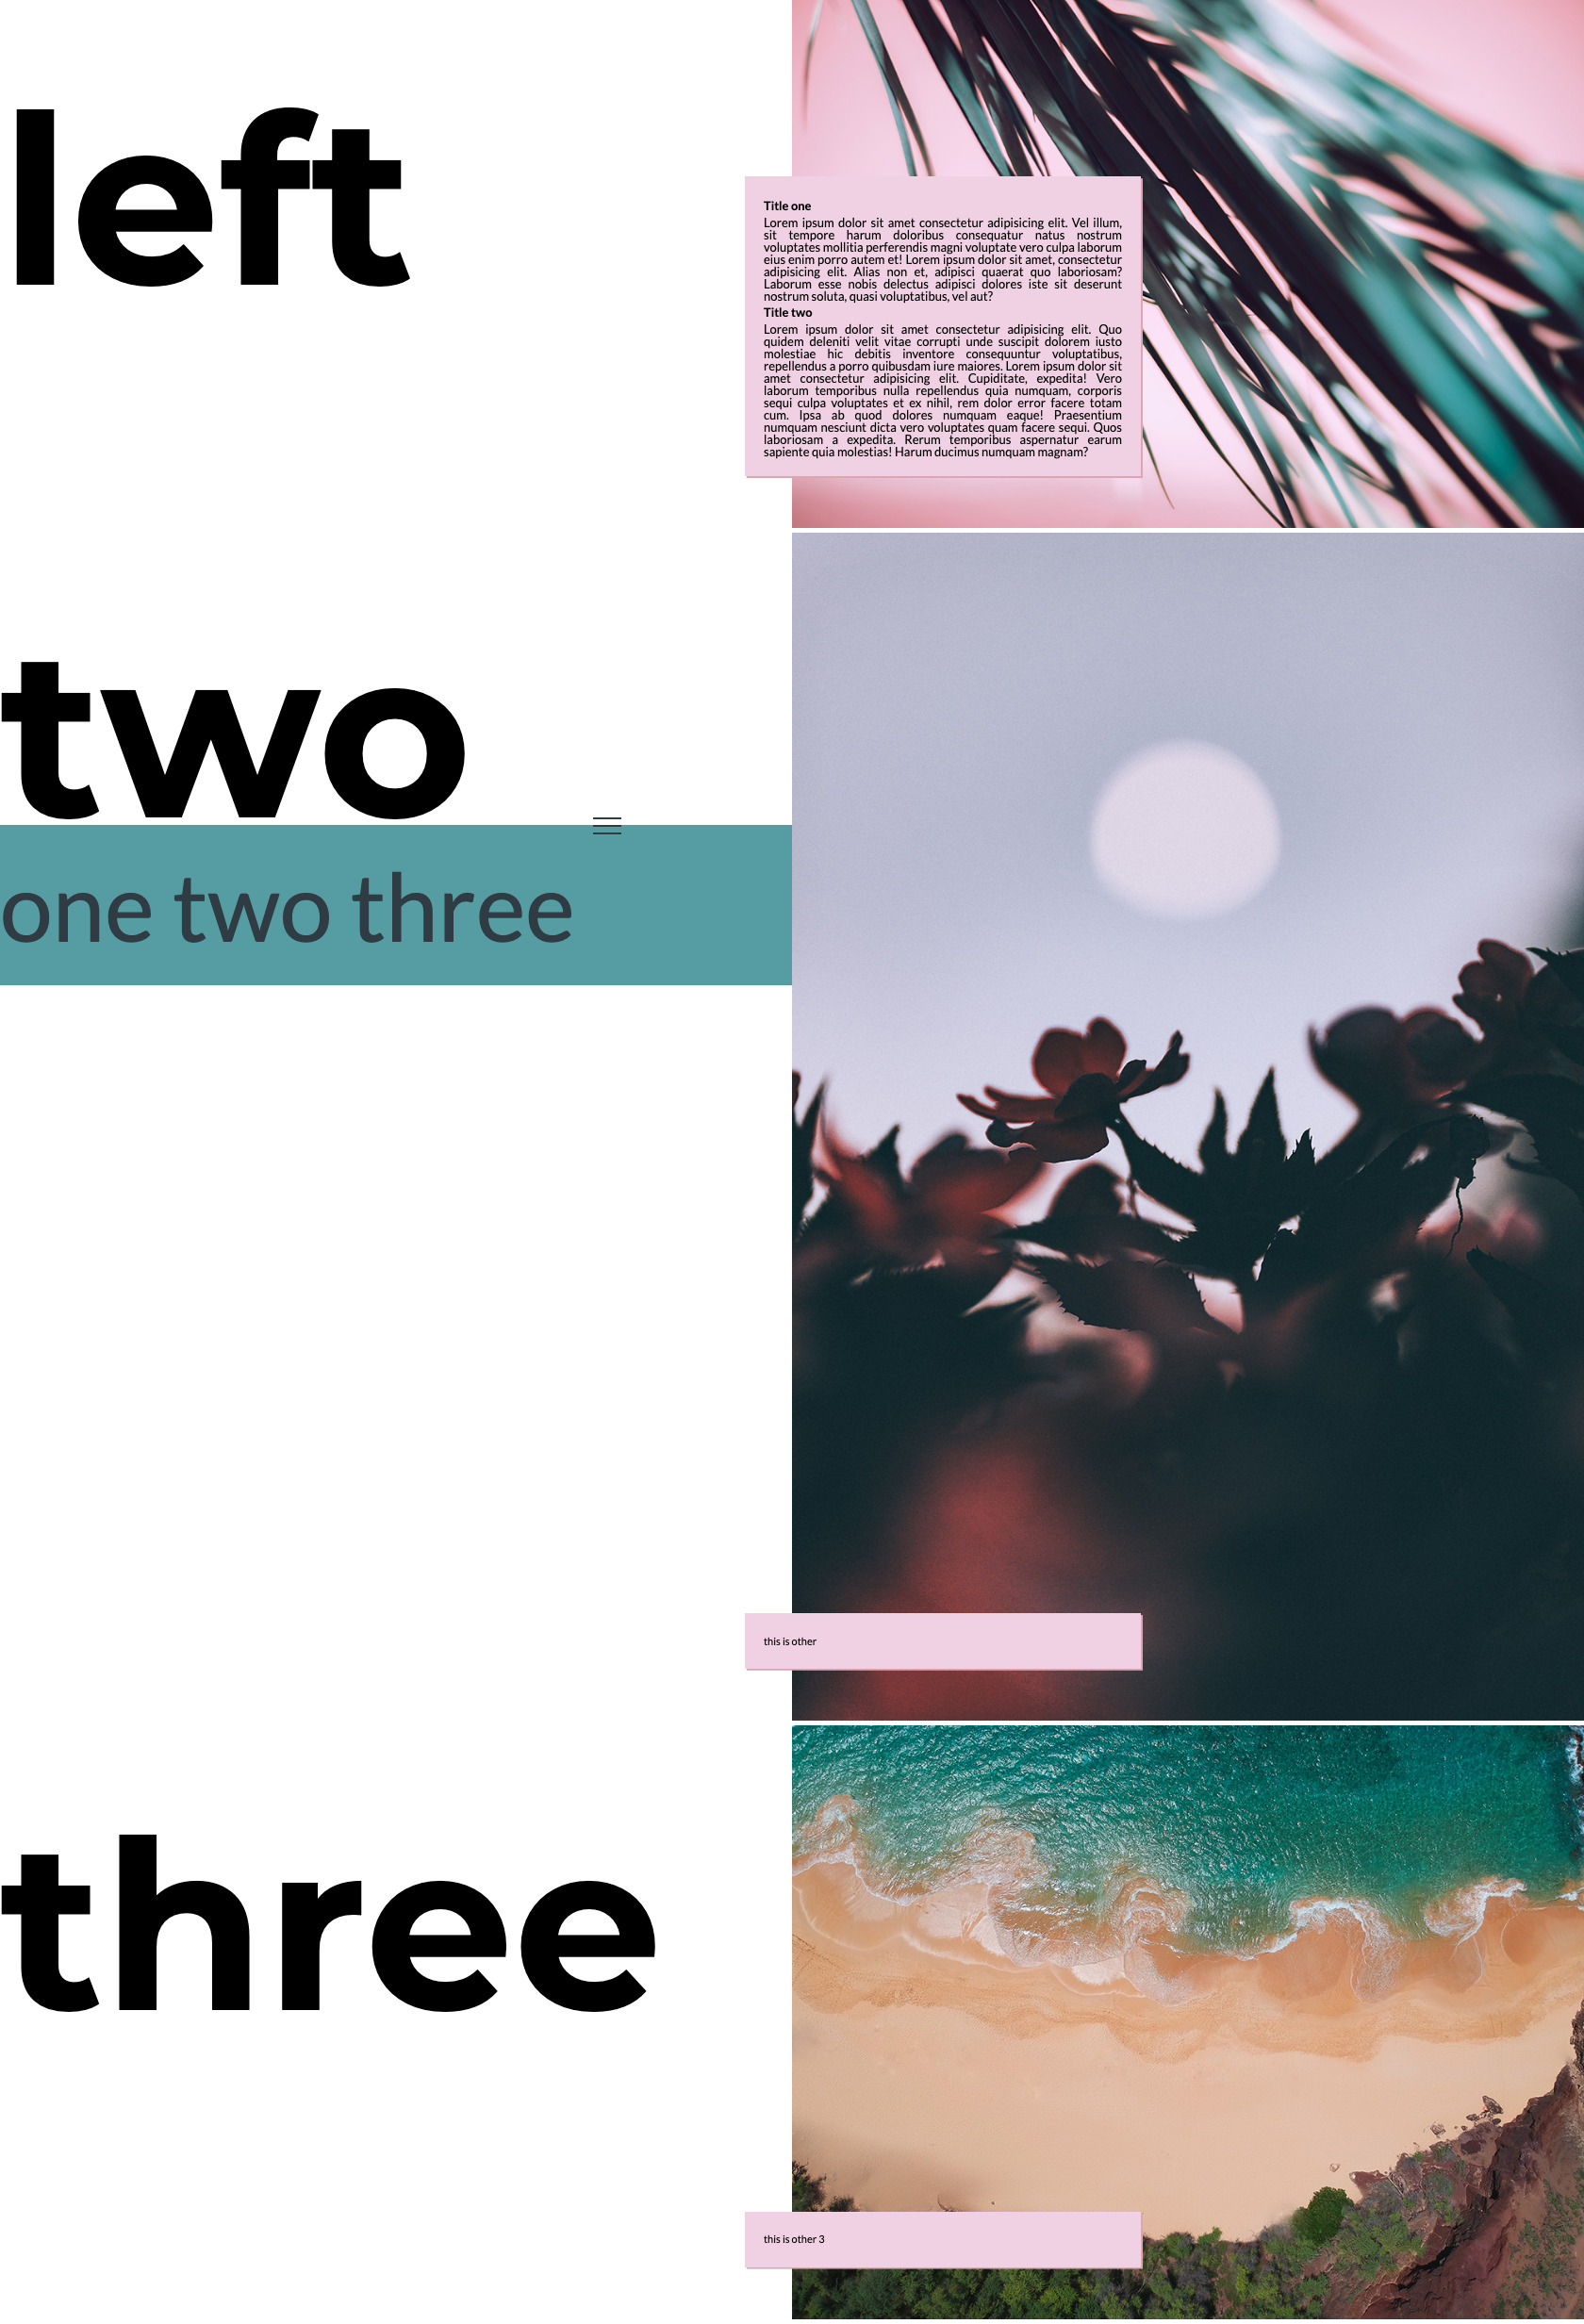 left
Title one
Lorem ipsum dolor sit amet consectetur adipisicing elit. Vel illum,
sit tempore harum doloribus consequatur natus nostrum
voluptates mollitia perferendis magni voluptate vero culpa laborum
eius enim porro autem et! Lorem ipsum dolor sit amet, consectetur
adipisicing elit. Alias non et, adipisci quaerat quo laboriosam?
Laborum esse nobis delectus adipisci dolores iste sit deserunt
nostrum soluta, quasi voluptatibus, vel aut?
Title two
Lorem ipsum dolor sit amet consectetur adipisicing elit. Quo
quidem deleniti velit vitae corrupti unde suscipit dolorem iusto
molestiae hic debitis inventore consequuntur voluptatibus,
repellendus a porro quibusdam iure maiores. Lorem ipsum dolor sit
amet consectetur adipisicing elit. Cupiditate, expedita! Vero
laborum temporibus nulla repellendus quia numquam, corporis
sequi culpa voluptates et ex nihil, rem dolor error facere totam
cum. Ipsa ab quod dolores numquam eaque! Praesentium
numquam nesciunt dicta vero voluptates quam facere sequi. Quos
laboriosam a expedita. Rerum temporibus aspernatur earum
sapiente quia molestias! Harum ducimus numquam magnam?
two
one two three
this is other
three
this is other 3